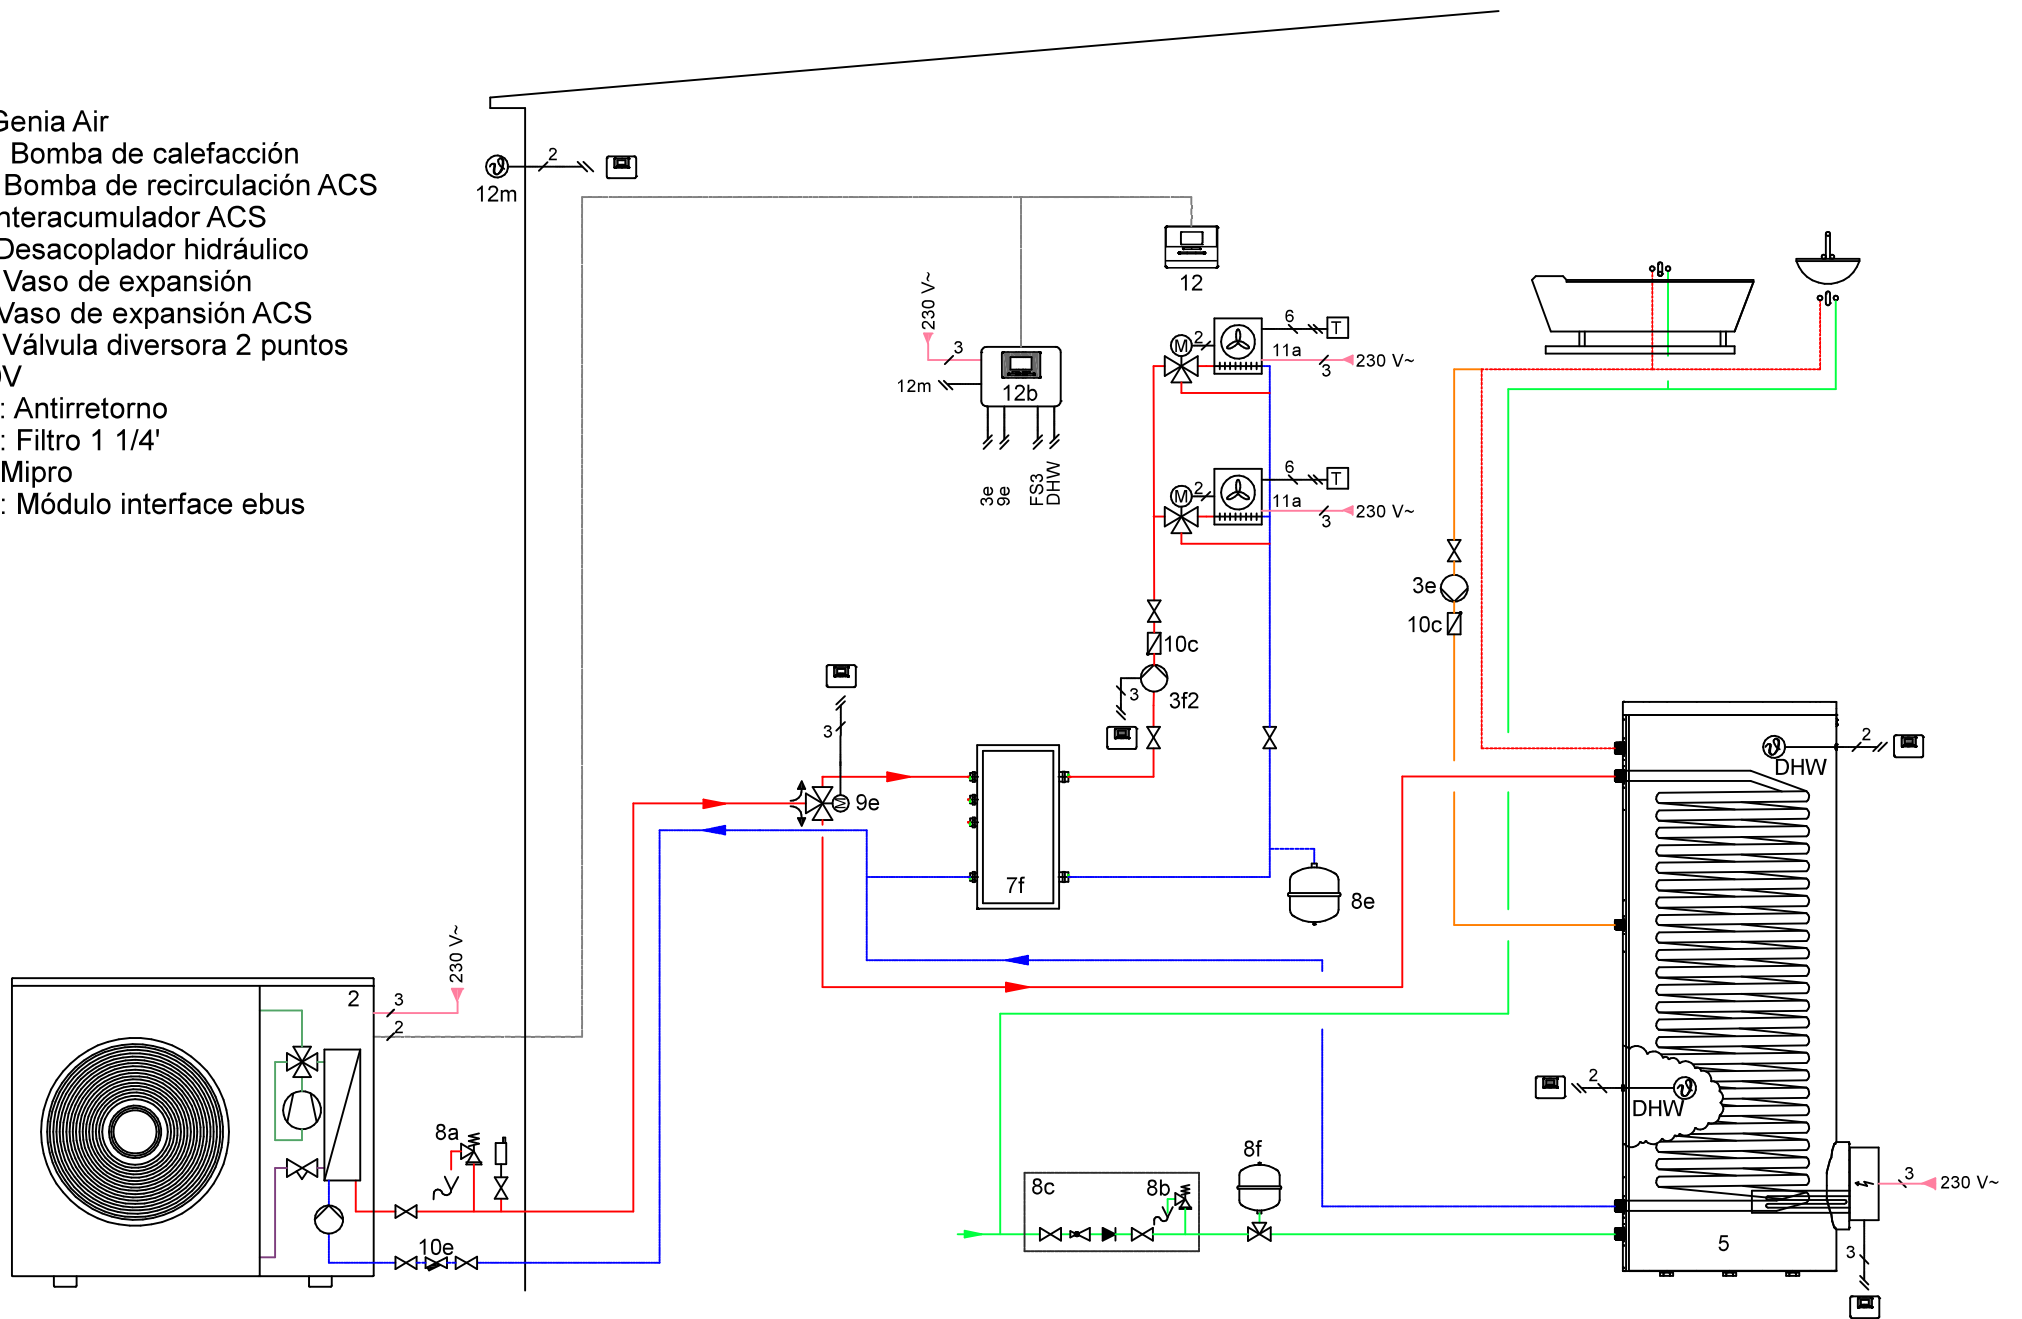 Genia Air
Bomba de calefacción
Bomba de recirculación ACS
nteracumulador ACS
Desacoplador hidráulico
Vaso de expansión
Vaso de expansión ACS
Válvula diversora 2 puntos
0V
: Antirretorno
: Filtro 1 1/4'
Mipro
: Módulo interface ebus
2
12m
12
230 V~
3
12m
12b
3e
9e
FS3
DHW
M
2
6
T
11a
3
230 V~
M
2
6
T
11a
3
230 V~
3e
10c
10c
3
3f2
3
M
9e
7f
8e
DHW
2
2
DHW
230 V~
2
3
2
8a
10e
8c
8b
8f
5
3
230 V~
3